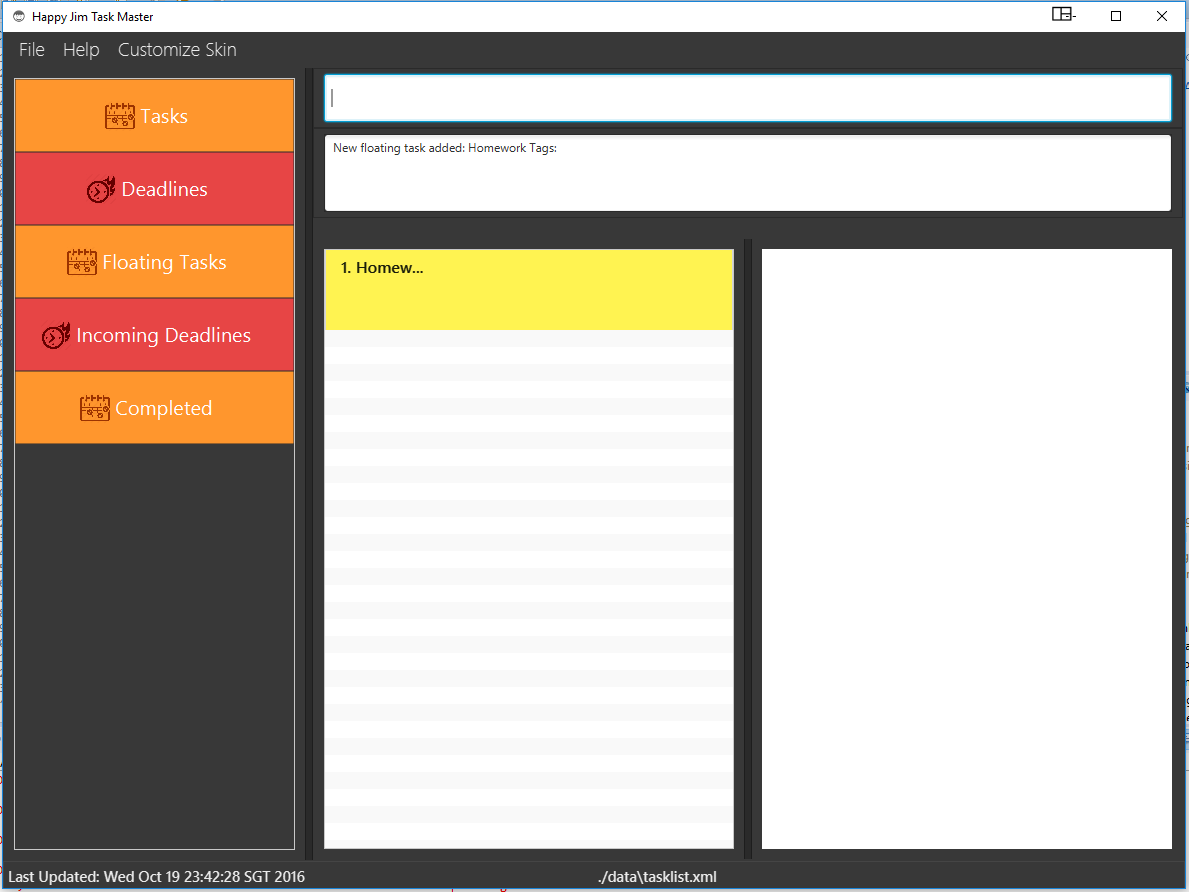 Happy Jim Task Master
File Help Customize Skin
Tasks
Deadlines
Floating Tasks
Incoming Deadlines
Completed
New floating task added: Homework Tags:
1. Homew...
Last Updated: Wed Oct 19 23:42:28 SGT 2016
./data\tasklist.xml